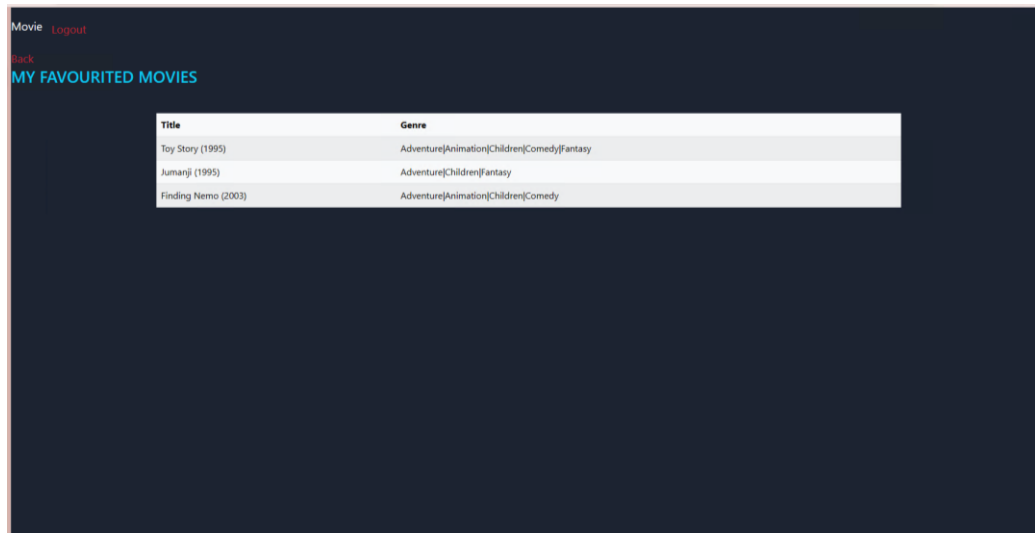 Movie Logout
Back
MY FAVOURITED MOVIES
Title Genre
Toy Story (1995) Adventure|Animation|Children|Comedy|Fantasy
Jumanji (1995) Adventure|Children|Fantasy
Finding Nemo (2003) Adventure|Animation|Children|Comedy